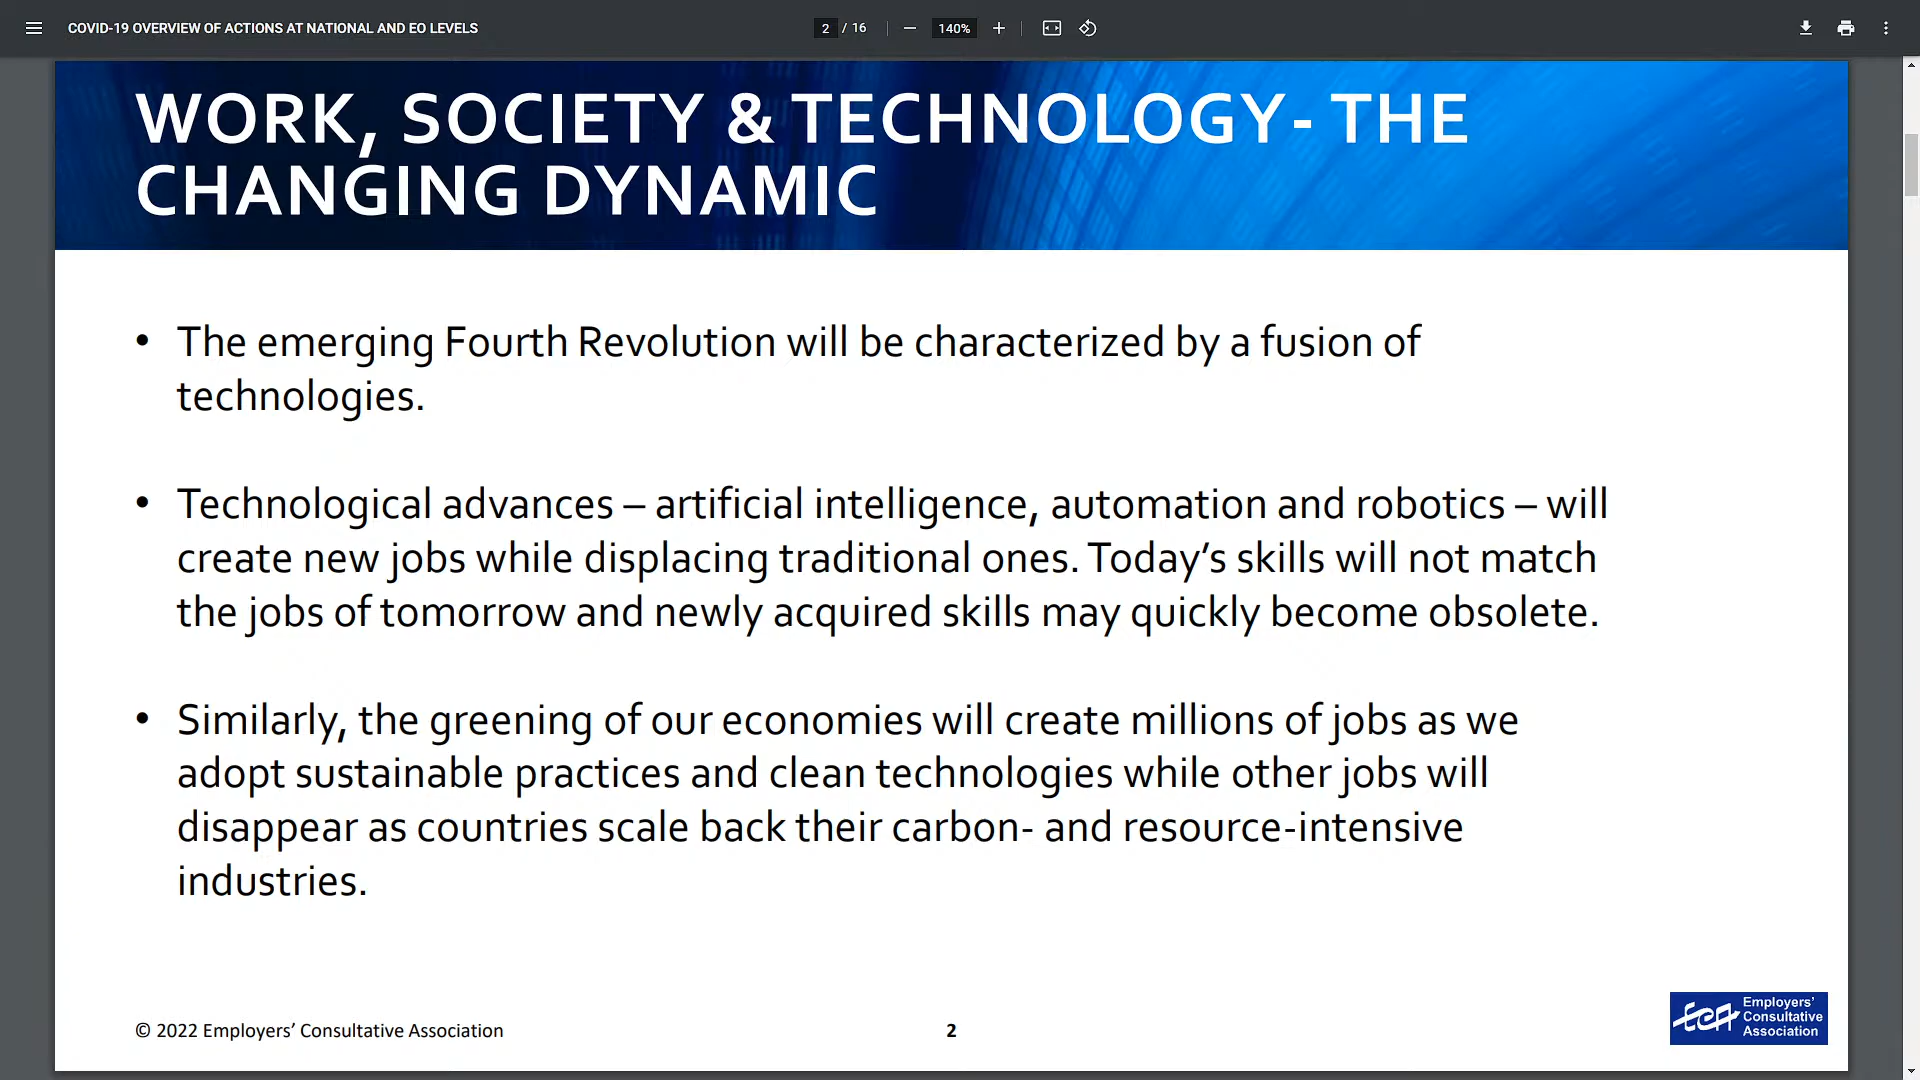 COVID-19 OVERVIEW OF ACTIONS AT NATIONAL AND EO LEVELS
2 / 16
140%
WORK, SOCIETY & TECHNOLOGY- THE
CHANGING DYNAMIC
• The emerging Fourth Revolution will be characterized by a fusion of
technologies.
• Technological advances – artificial intelligence, automation and robotics – will
create new jobs while displacing traditional ones. Today’s skills will not match
the jobs of tomorrow and newly acquired skills may quickly become obsolete.
• Similarly, the greening of our economies will create millions of jobs as we
adopt sustainable practices and clean technologies while other jobs will
disappear as countries scale back their carbon- and resource-intensive
industries.
© 2022 Employers’ Consultative Association
2
eca
Employers’
Consultative
Association